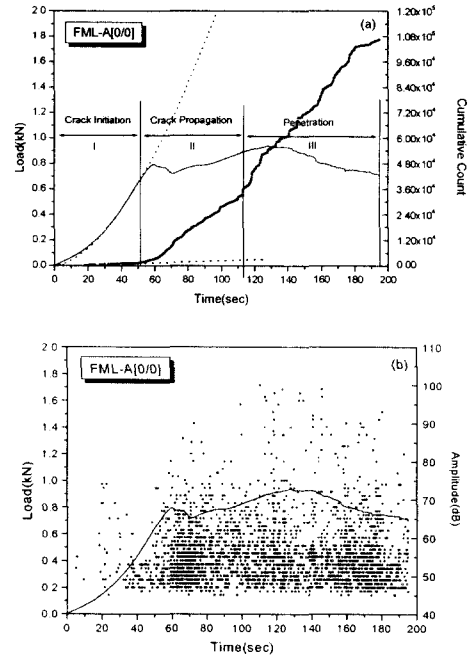 (a)
FML-A[0/0]
2.0
1.8
1.6
1.4
1.2
1.0
0.8
0.6
0.4
0.2
0.0
Load(kN)
Crack Initiation
Crack Propagation
Penetration
I
II
III
1.20x10⁵
1.08x10⁵
9.60x10⁴
8.40x10⁴
7.20x10⁴
6.00x10⁴
4.80x10⁴
3.60x10⁴
2.40x10⁴
1.20x10⁴
0.00
Cumulative Count
0 20 40 60 80 100 120 140 160 180 200
Time(sec)
(b)
FML-A[0/0]
2.0
1.8
1.6
1.4
1.2
1.0
0.8
0.6
0.4
0.2
0.0
Load(kN)
110
100
90
80
70
60
50
40
Amplitude(dB)
0 20 40 60 80 100 120 140 160 180 200
Time(sec)